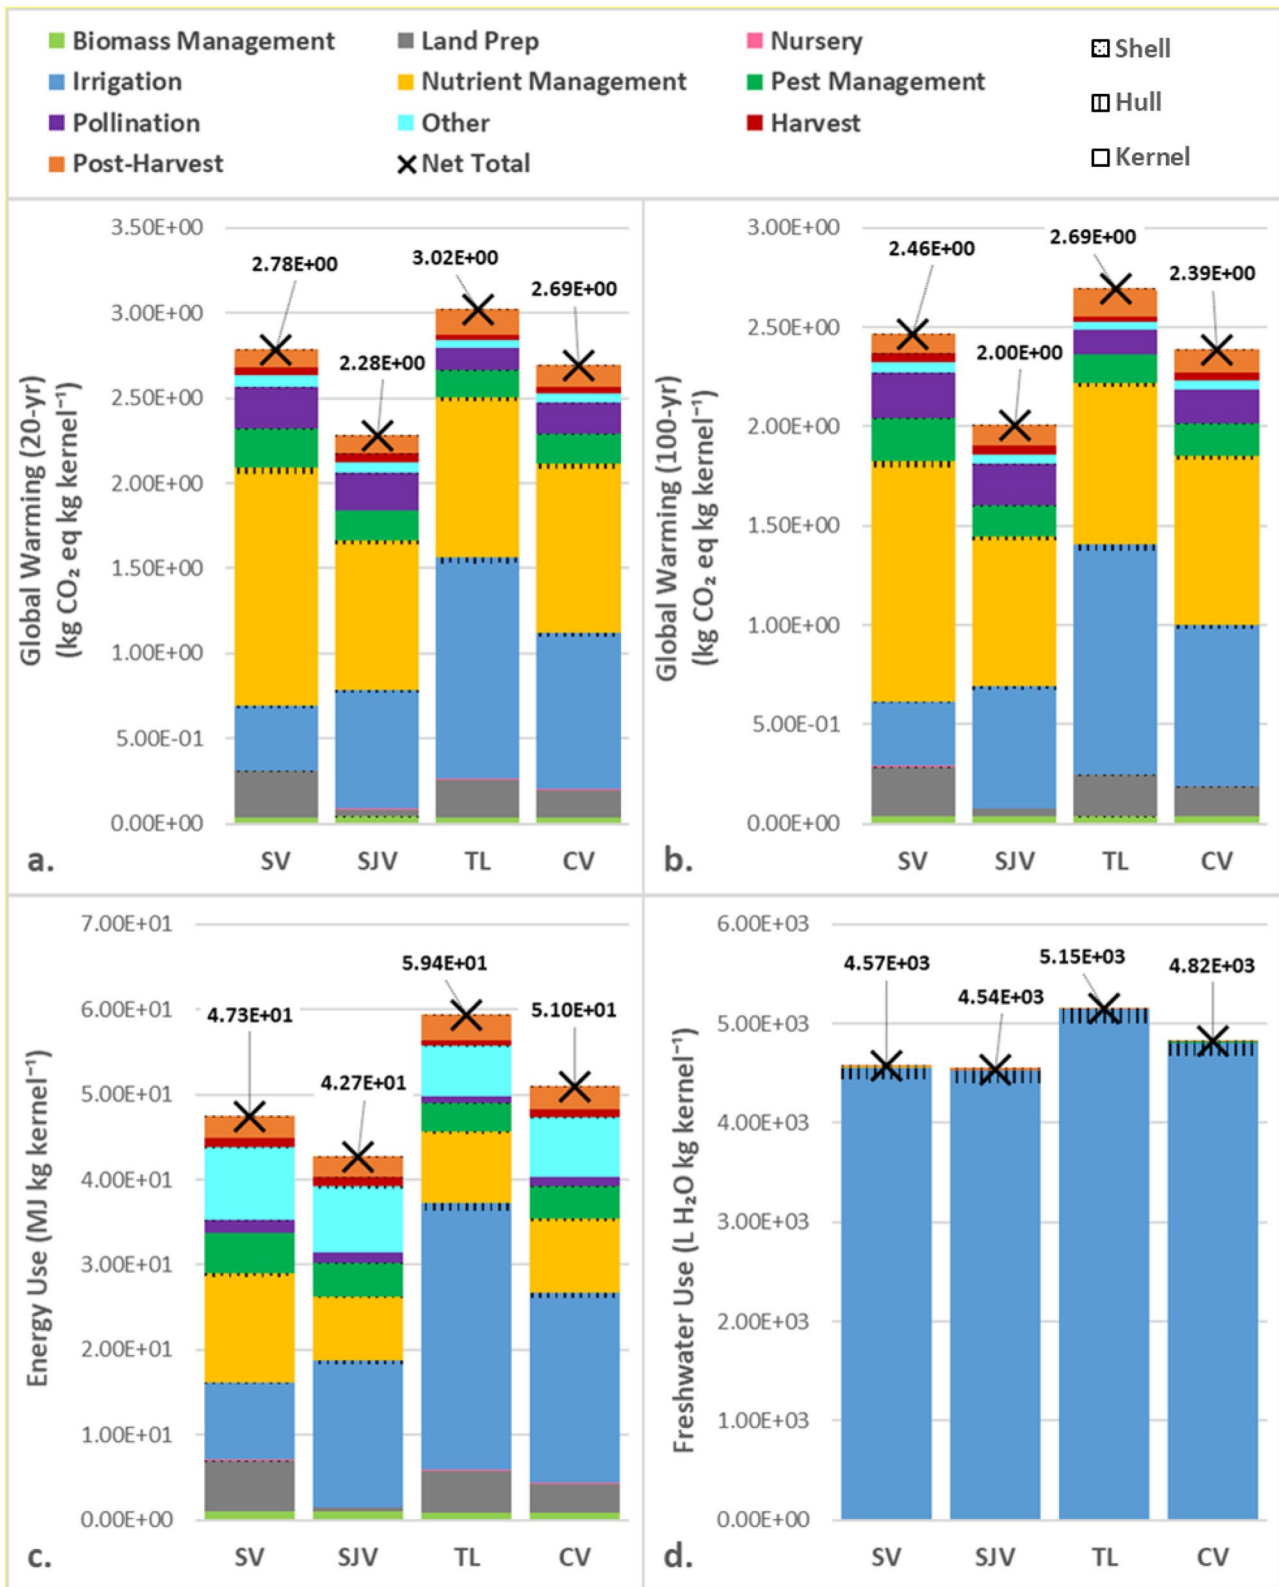 Biomass Management Land Prep Nursery Shell
Irrigation Nutrient Management Pest Management Hull
Pollination Other Harvest
Post-Harvest Net Total Kernel
Global Warming (20-yr)
(kg CO₂ eq kg kernel⁻¹)
3.50E+00
3.00E+00
2.50E+00
2.00E+00
1.50E+00
1.00E+00
5.00E-01
0.00E+00
2.78E+00
2.28E+00
3.02E+00
2.69E+00
SV SJV TL CV
a.
Global Warming (100-yr)
(kg CO₂ eq kg kernel⁻¹)
3.00E+00
2.50E+00
2.00E+00
1.50E+00
1.00E+00
5.00E-01
0.00E+00
2.46E+00
2.00E+00
2.69E+00
2.39E+00
SV SJV TL CV
b.
Energy Use (MJ kg kernel⁻¹)
7.00E+01
6.00E+01
5.00E+01
4.00E+01
3.00E+01
2.00E+01
1.00E+01
0.00E+00
4.73E+01
4.27E+01
5.94E+01
5.10E+01
SV SJV TL CV
c.
Freshwater Use (L H₂O kg kernel⁻¹)
6.00E+03
5.00E+03
4.00E+03
3.00E+03
2.00E+03
1.00E+03
0.00E+00
4.57E+03
4.54E+03
5.15E+03
4.82E+03
SV SJV TL CV
d.